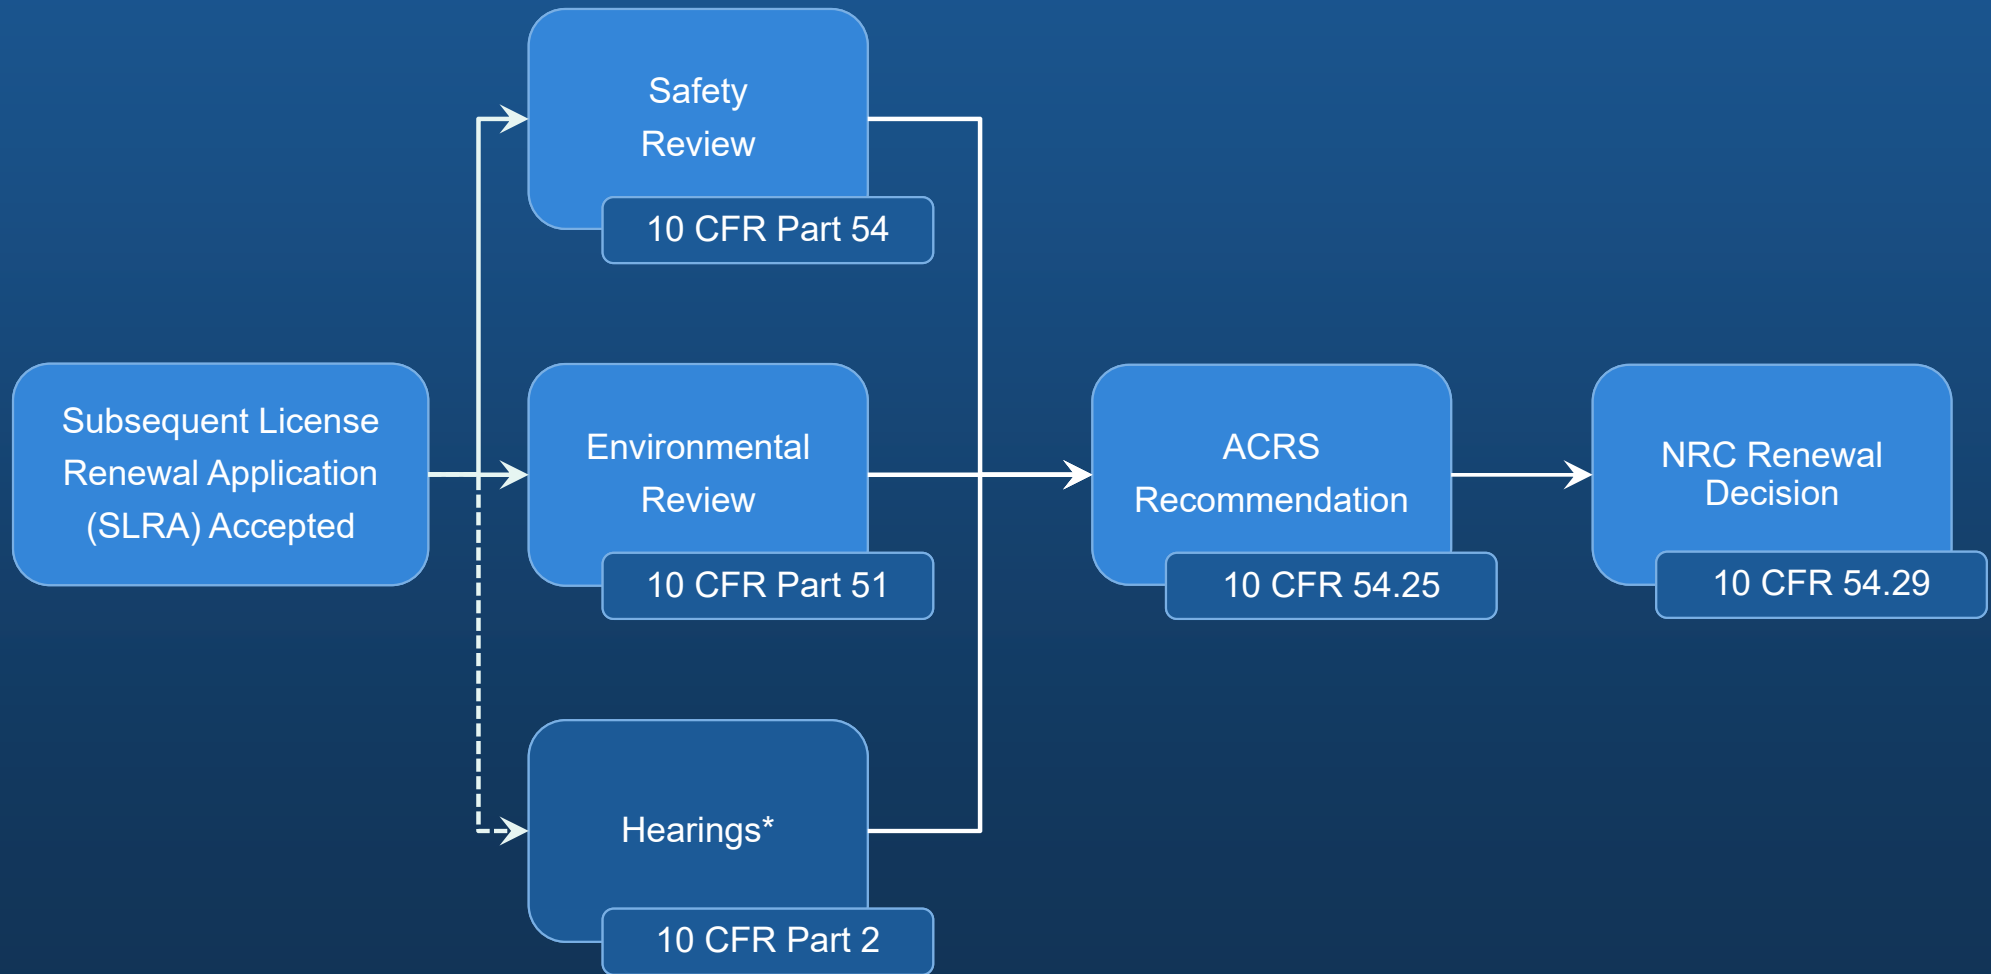 Safety
Review
10 CFR Part 54
Subsequent License
Renewal Application
(SLRA) Accepted
Environmental
Review
10 CFR Part 51
ACRS
Recommendation
10 CFR 54.25
NRC Renewal
Decision
10 CFR 54.29
Hearings*
10 CFR Part 2